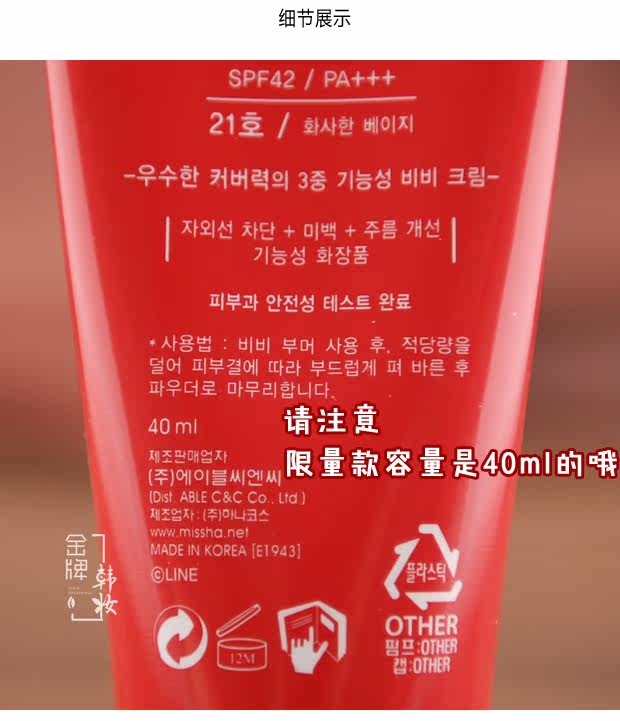 细节展示
SPF42 / PA+++
21호 / 화사한 베이지
-우수한 커버력의 3중 기능성 비비 크림-
자외선 차단 + 미백 + 주름 개선
기능성 화장품
피부과 안전성 테스트 완료
*사용법 : 비비 부머 사용 후, 적당량을
덜어 피부결에 따라 부드럽게 펴 바른 후
파우더로 마무리합니다.
40ml
请注意
限量款容量是40ml的哦
제조판매업자
(주)에이블씨엔씨
(Dist. ABLE C&C Co., Ltd.)
제조업자 : (주)하나코스
www.missha.net
MADE IN KOREA [E1943]
©LINE
金牌
韩妆
12M
플라스틱
OTHER
펌프:OTHER
캡:OTHER